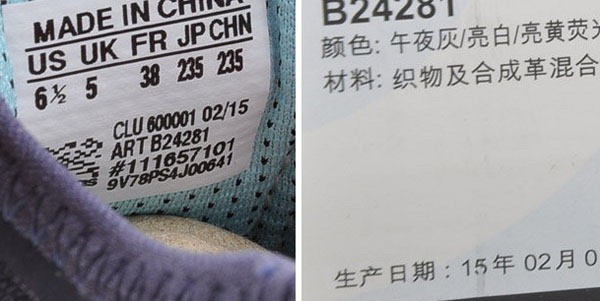 MADE IN CHINA
US UK FR JP CHN
6½ 5 38 235 235
CLU 600001 02/15
ART B24281
#111657101
9V78PS4J00641
B24281
颜色: 午夜灰/亮白/亮黄荧光
材料: 织物及合成革混合
生产日期: 15年 02月 0